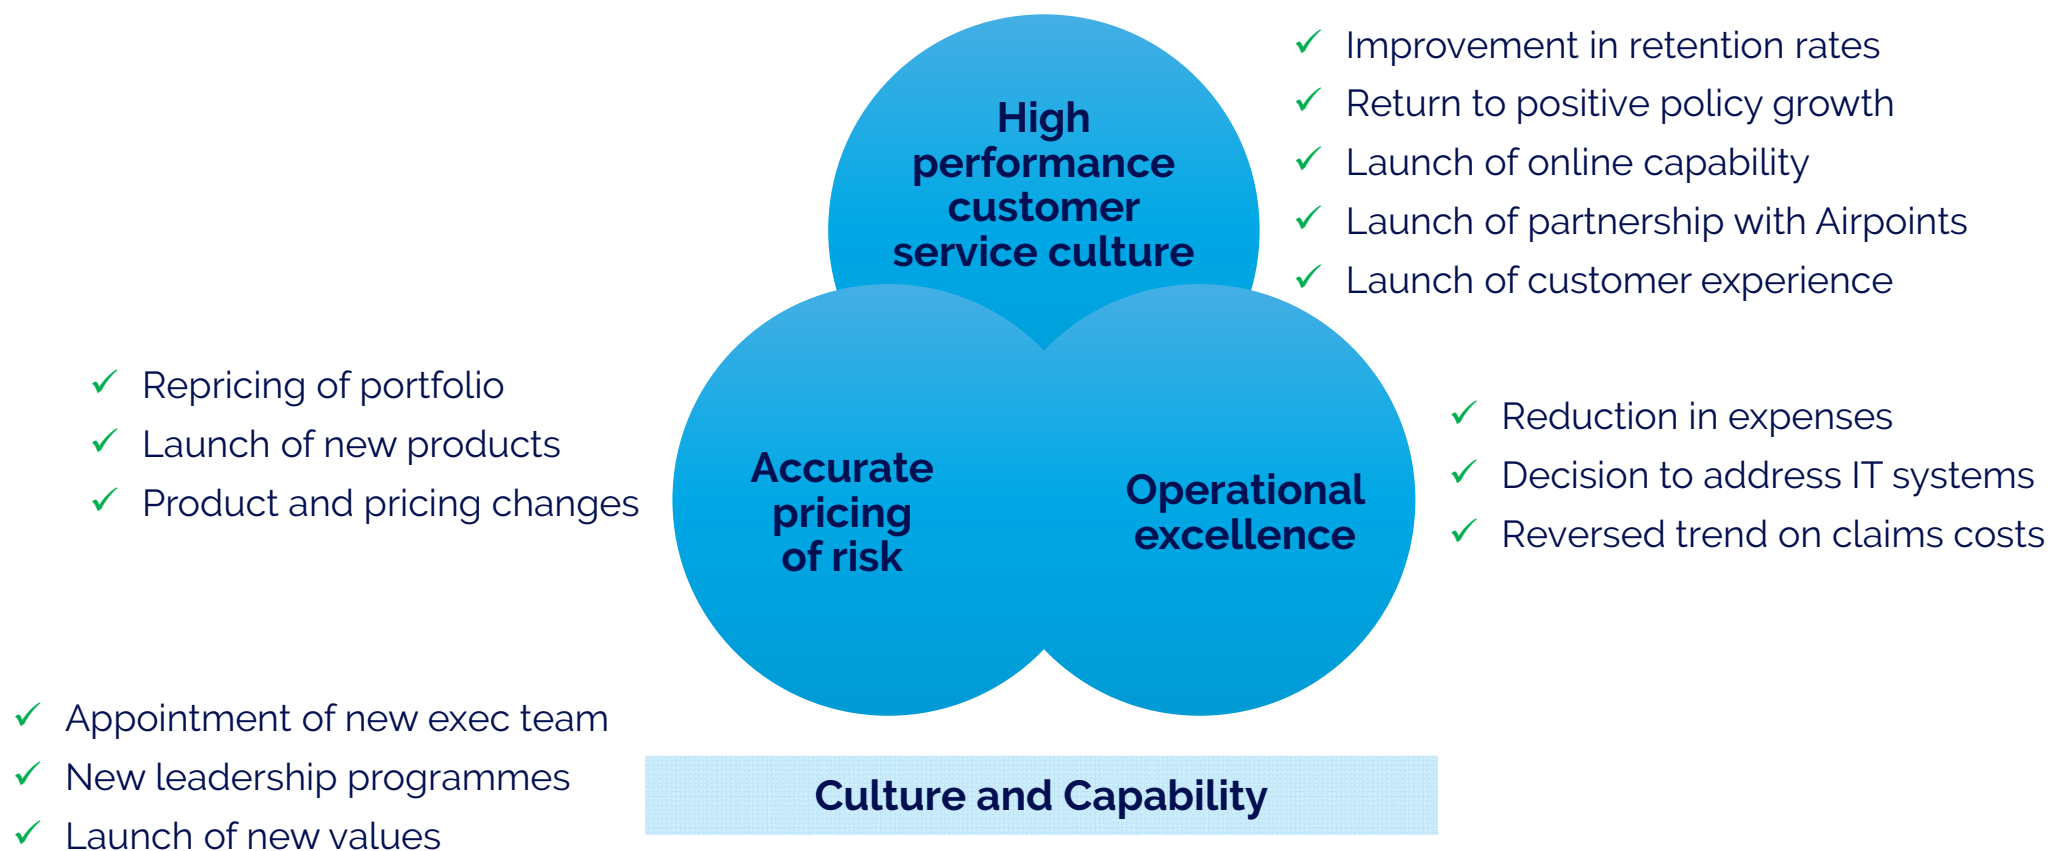 High
performance
customer
service culture
Improvement in retention rates
Return to positive policy growth
Launch of online capability
Launch of partnership with Airpoints
Launch of customer experience
Repricing of portfolio
Launch of new products
Product and pricing changes
Accurate
pricing
of risk
Operational
excellence
Reduction in expenses
Decision to address IT systems
Reversed trend on claims costs
Appointment of new exec team
New leadership programmes
Launch of new values
Culture and Capability